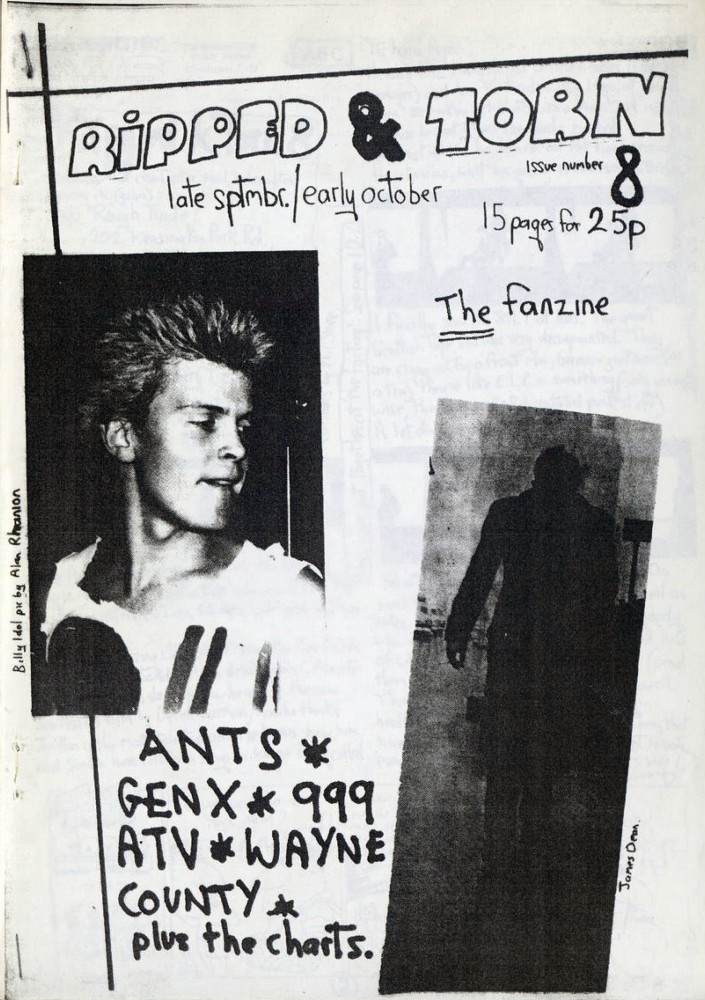 RiPPED & TORN
Issue number 8
late sptmbr./early october
15 pages for 25p
The fanzine
Billy Idol pic by Alan
ANTS *
GEN X * 999
ATV * WAYNE
COUNTY *
plus the charts.
James Dean.